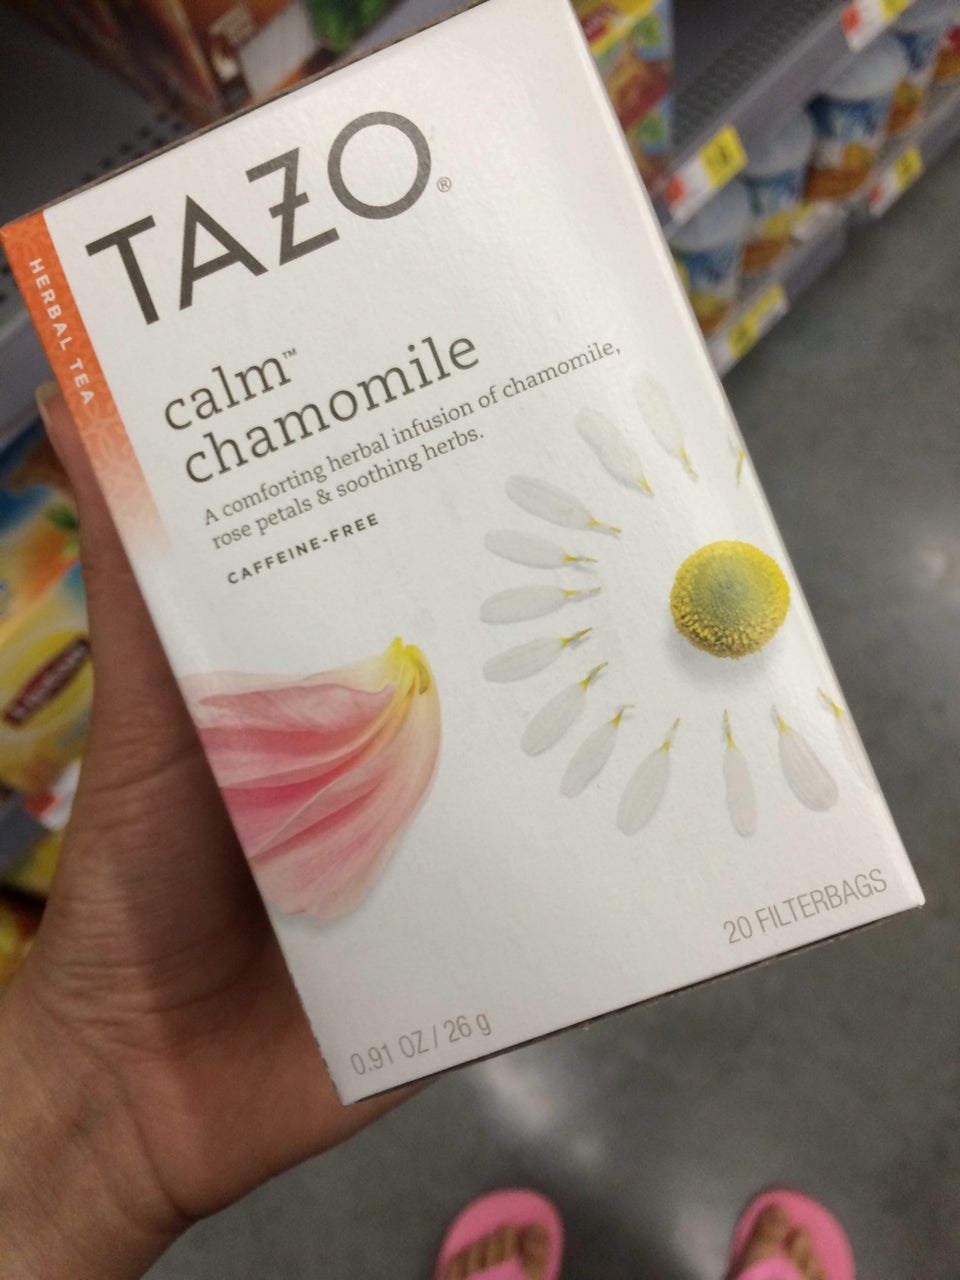 TAZO®
HERBAL TEA
calm™
chamomile
A comforting herbal infusion of chamomile,
rose petals & soothing herbs.
CAFFEINE-FREE
20 FILTERBAGS
0.91 OZ / 26 g